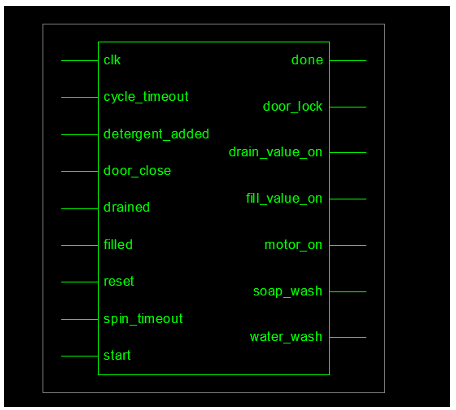 clk
cycle_timeout
detergent_added
door_close
drained
filled
reset
spin_timeout
start
done
door_lock
drain_value_on
fill_value_on
motor_on
soap_wash
water_wash